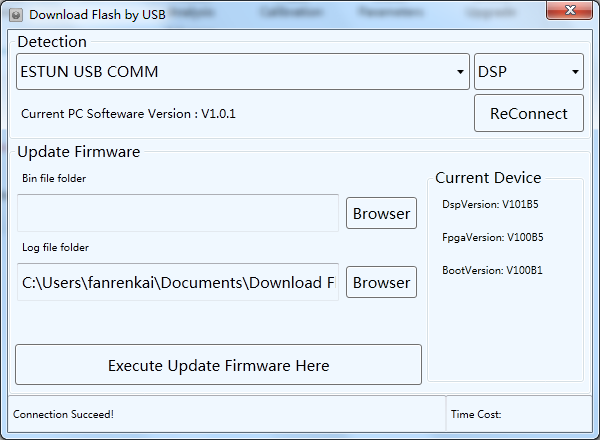 Download Flash by USB
Analysis Calibration Parameters Upgrade
Detection
ESTUN USB COMM
DSP
Current PC Softeware Version : V1.0.1
ReConnect
Update Firmware
Bin file folder
Browser
Log file folder
C:\Users\fanrenkai\Documents\Download F
Browser
Current Device
DspVersion: V101B5
FpgaVersion: V100B5
BootVersion: V100B1
Execute Update Firmware Here
Connection Succeed!
Time Cost: